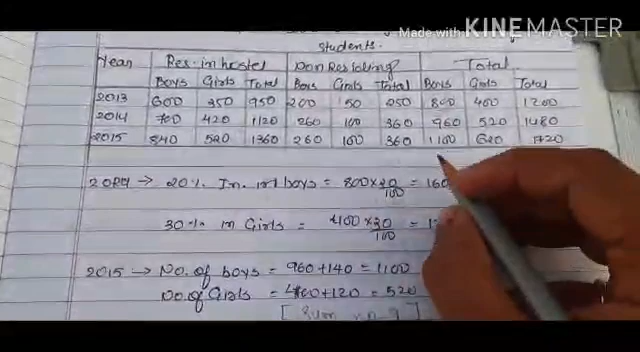 Made with KINEMASTER
students.
Year Res. in hostel Non Residing Total
Boys Girls Total Boys Girls Total Boys Girls Total
2013 600 350 950 200 50 250 800 400 1200
2014 700 420 1120 260 100 360 960 520 1480
2015 840 520 1360 260 100 360 1100 620 1720
2014 → 20% In. in boys = 800 × 20/100 = 160
30% in Girls = 400 × 30/100 = 1
2015 → No. of boys = 960 + 140 = 1100
No. of Girls = 400 + 120 = 520